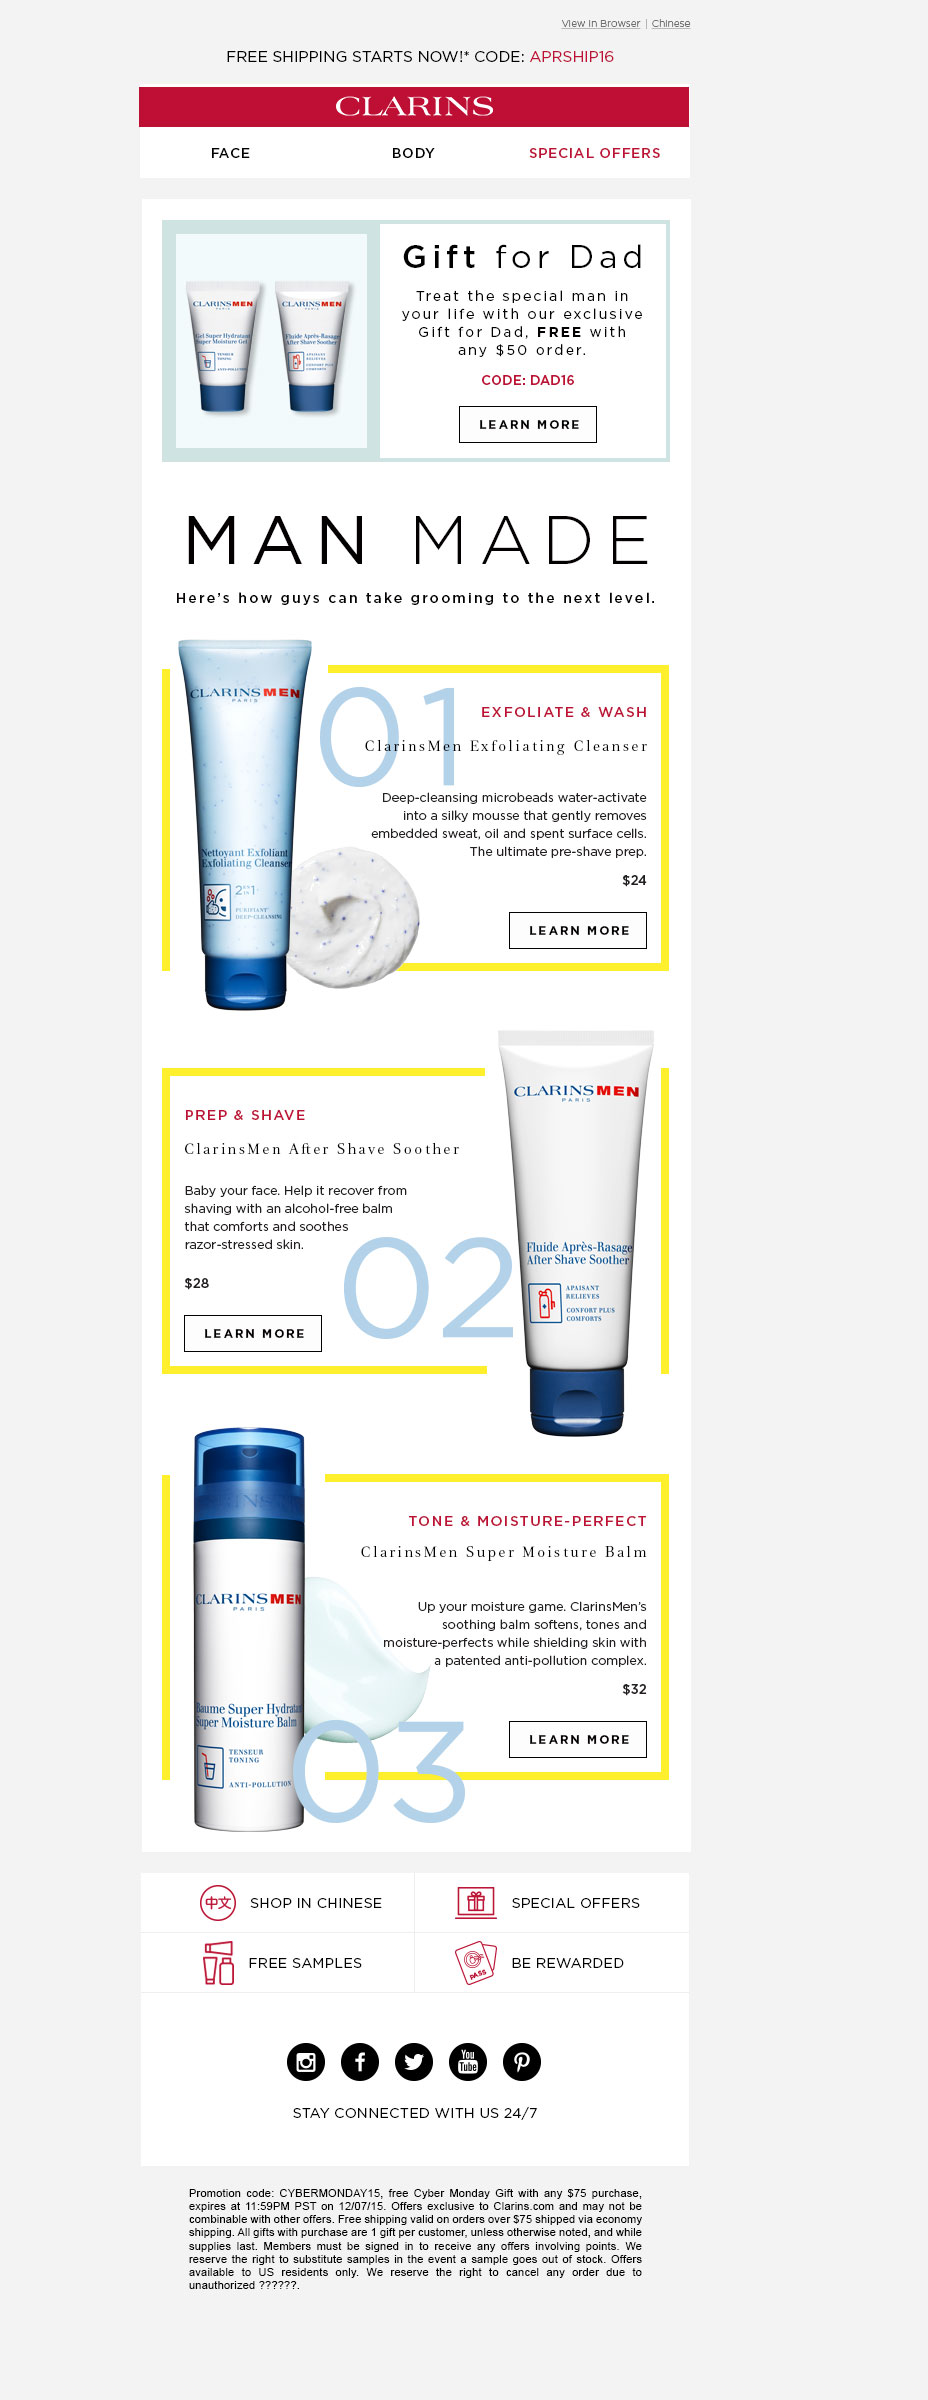 View in Browser | Chinese
FREE SHIPPING STARTS NOW!* CODE: APRSHIP16
CLARINS
FACE
BODY
SPECIAL OFFERS
CLARINSMEN
PARIS
Gel Super Hydratant
Super Moisture Gel
TENSEUR
TONING
ANTI-POLLUTION
CLARINSMEN
PARIS
Fluide Après-Rasage
After Shave Soother
APAISANT
RELIEVES
CONFORT PLUS
COMFORTS
Gift for Dad
Treat the special man in
your life with our exclusive
Gift for Dad, FREE with
any $50 order.
CODE: DAD16
LEARN MORE
MAN MADE
Here's how guys can take grooming to the next level.
CLARINSMEN
PARIS
Nettoyant Exfoliant
Exfoliating Cleanser
2 EN 1
IN
PURIFIANT
DEEP-CLEANSING
01
EXFOLIATE & WASH
ClarinsMen Exfoliating Cleanser
Deep-cleansing microbeads water-activate
into a silky mousse that gently removes
embedded sweat, oil and spent surface cells.
The ultimate pre-shave prep.
$24
LEARN MORE
PREP & SHAVE
ClarinsMen After Shave Soother
Baby your face. Help it recover from
shaving with an alcohol-free balm
that comforts and soothes
razor-stressed skin.
$28
LEARN MORE
02
CLARINSMEN
PARIS
Fluide Après-Rasage
After Shave Soother
APAISANT
RELIEVES
CONFORT PLUS
COMFORTS
CLARINS
CLARINSMEN
PARIS
Baume Super Hydratant
Super Moisture Balm
TENSEUR
TONING
ANTI-POLLUTION
TONE & MOISTURE-PERFECT
ClarinsMen Super Moisture Balm
Up your moisture game. ClarinsMen's
soothing balm softens, tones and
moisture-perfects while shielding skin with
a patented anti-pollution complex.
$32
LEARN MORE
03
中文 SHOP IN CHINESE
SPECIAL OFFERS
FREE SAMPLES
PASS BE REWARDED
You
Tube
STAY CONNECTED WITH US 24/7
Promotion code: CYBERMONDAY15, free Cyber Monday Gift with any $75 purchase,
expires at 11:59PM PST on 12/07/15. Offers exclusive to Clarins.com and may not be
combinable with other offers. Free shipping valid on orders over $75 shipped via economy
shipping. All gifts with purchase are 1 gift per customer, unless otherwise noted, and while
supplies last. Members must be signed in to receive any offers involving points. We
reserve the right to substitute samples in the event a sample goes out of stock. Offers
available to US residents only. We reserve the right to cancel any order due to
unauthorized ??????.